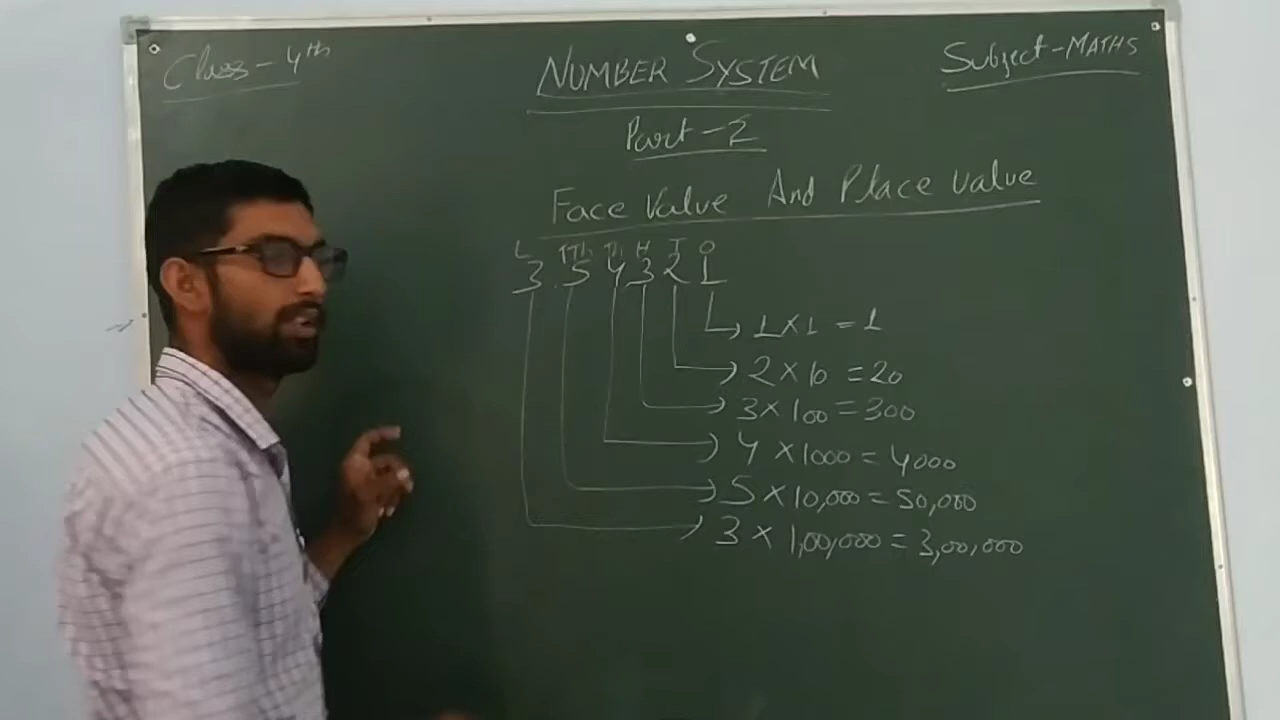 Class - 4th
NUMBER SYSTEM
Subject - MATHS
Part - 2
Face Value And Place value
L TTh Th H T O
3 5 4 3 2 1
1 × 1 = 1
2 × 10 = 20
3 × 100 = 300
4 × 1000 = 4000
5 × 10,000 = 50,000
3 × 1,00,000 = 3,00,000